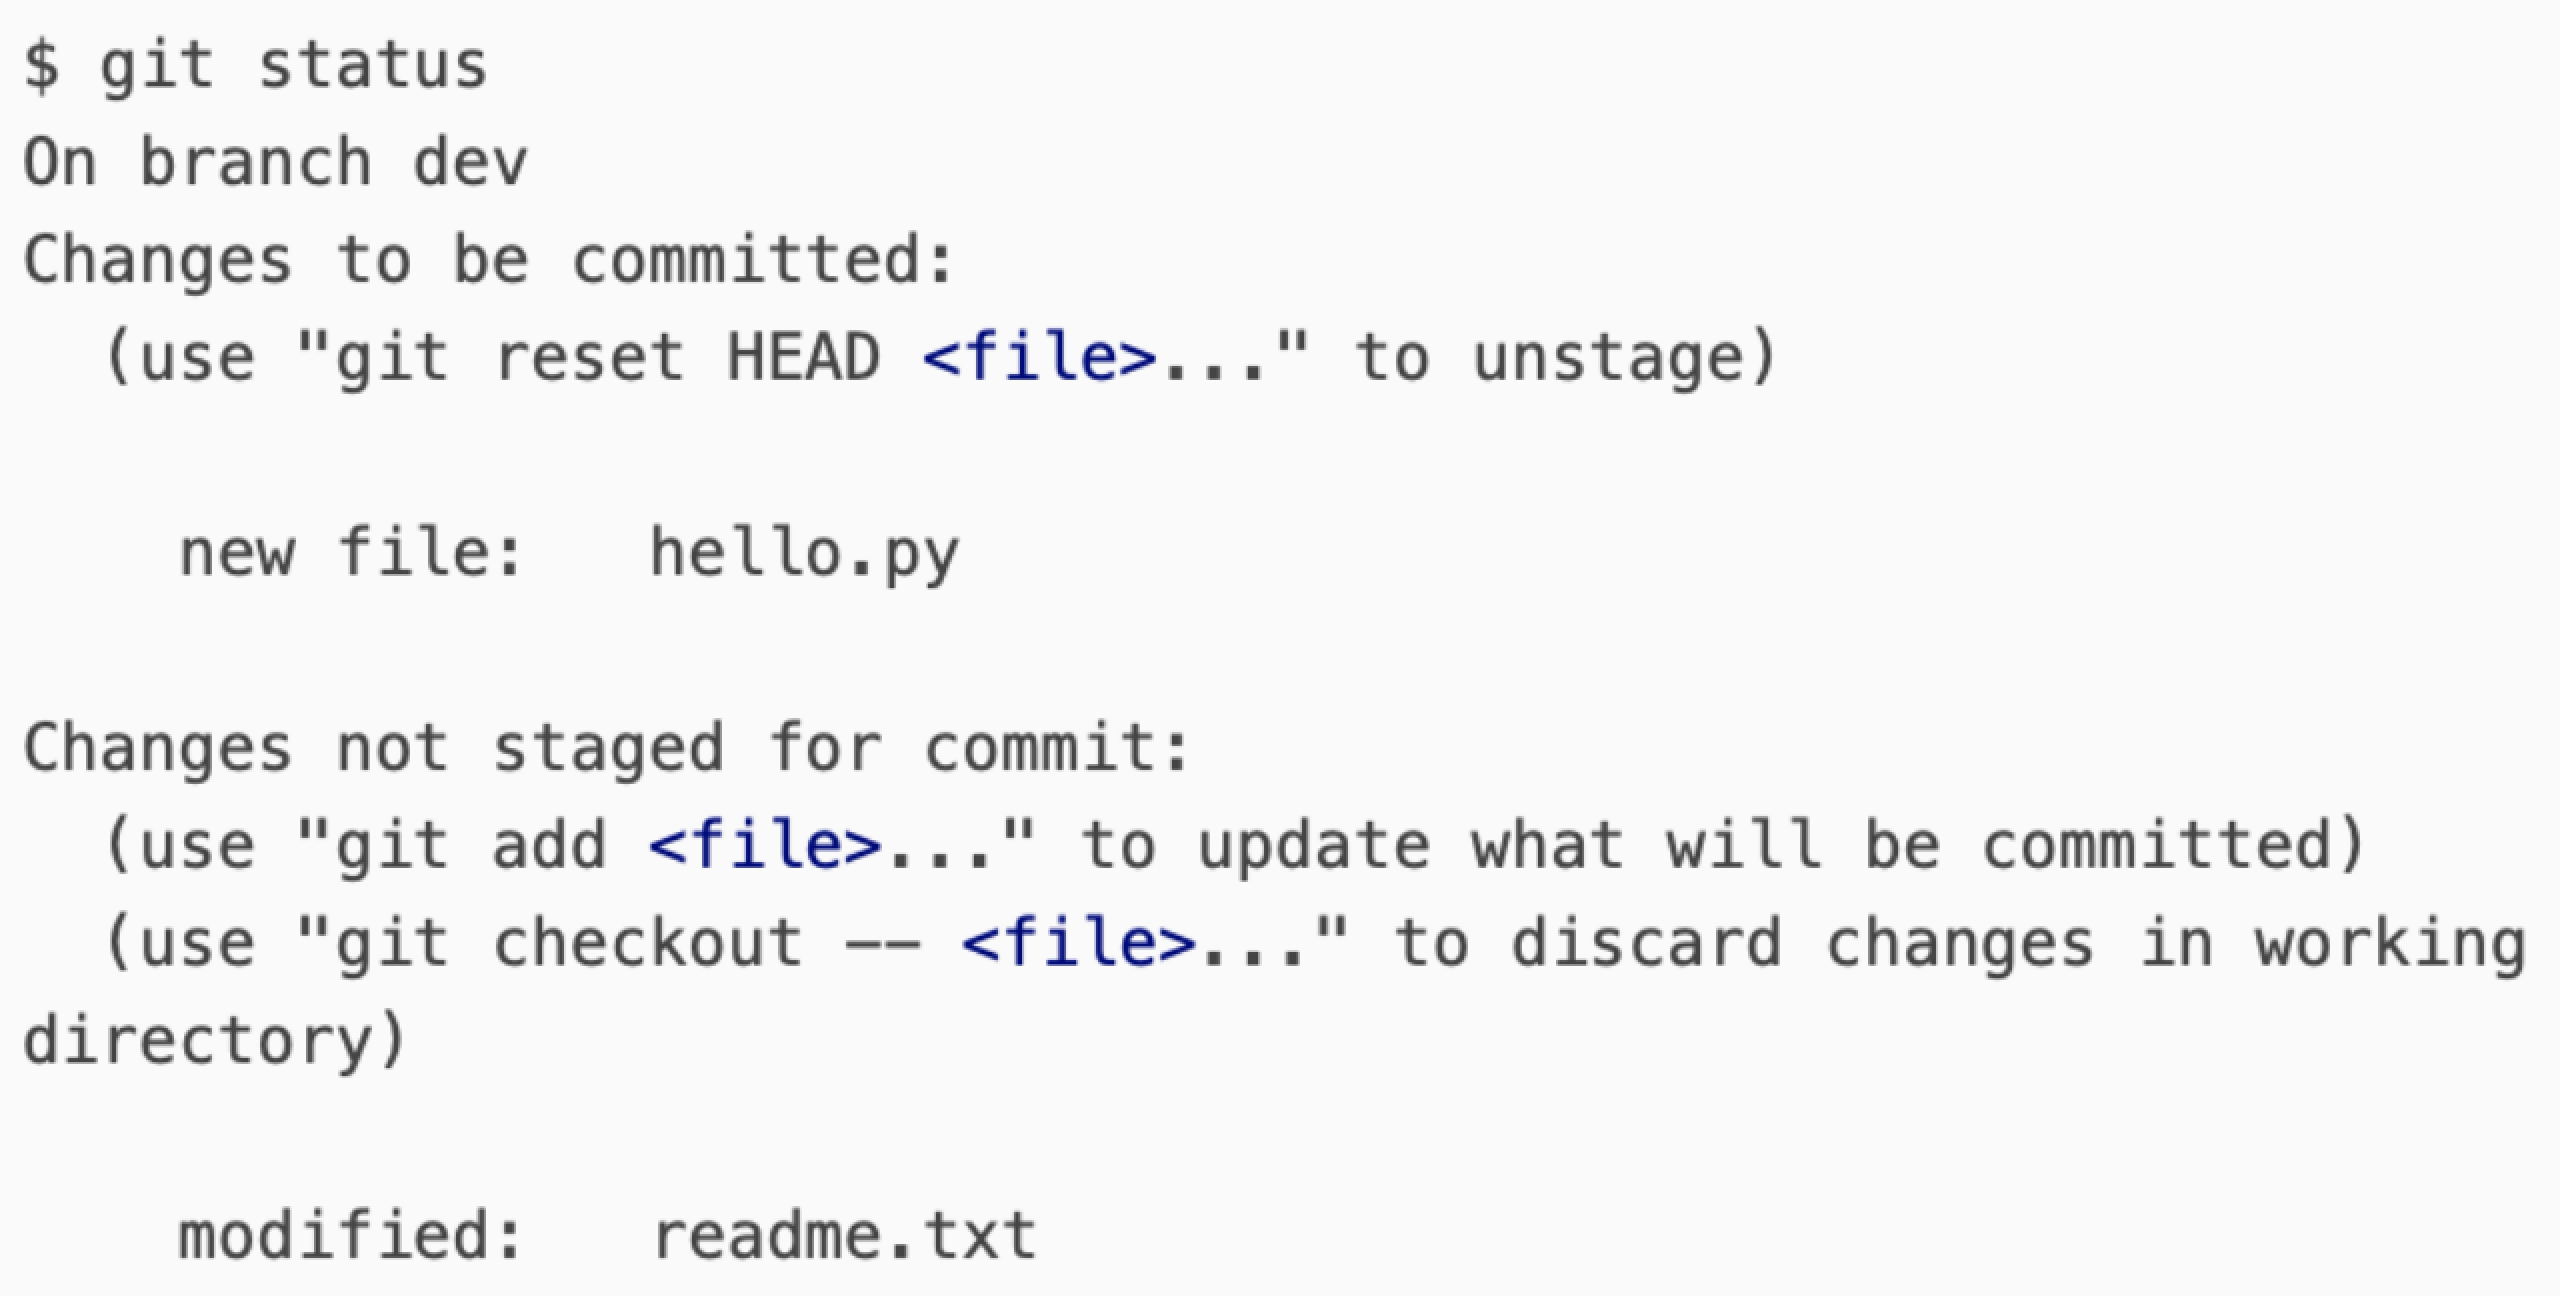 $ git status
On branch dev
Changes to be committed:
  (use "git reset HEAD <file>..." to unstage)

    new file:   hello.py

Changes not staged for commit:
  (use "git add <file>..." to update what will be committed)
  (use "git checkout -- <file>..." to discard changes in working
directory)

    modified:   readme.txt